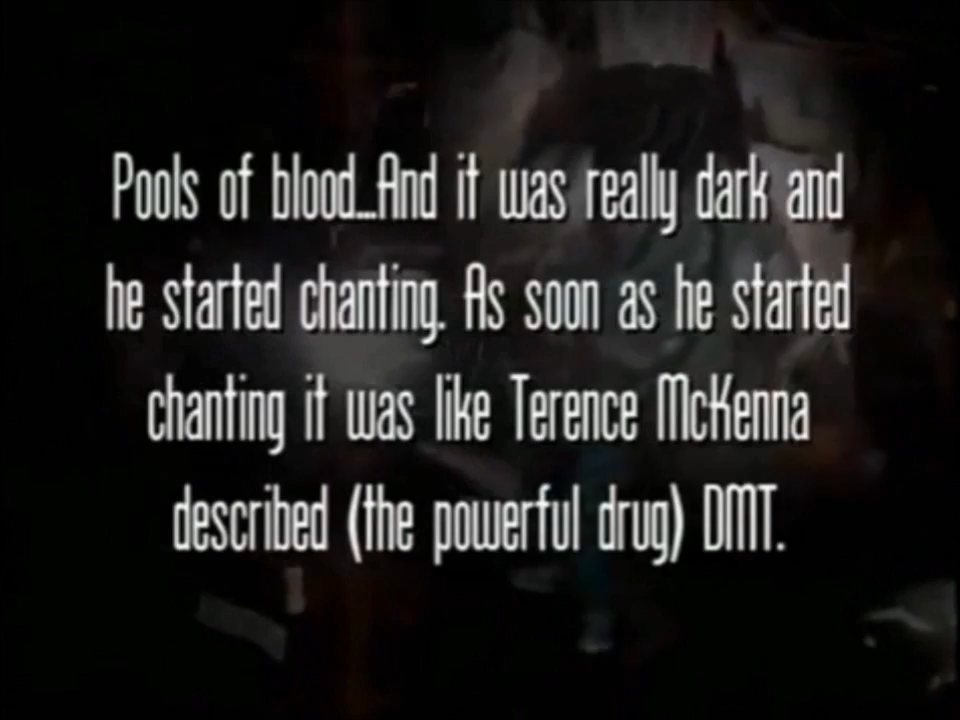 Pools of blood...And it was really dark and
he started chanting. As soon as he started
chanting it was like Terence McKenna
described (the powerful drug) DMT.